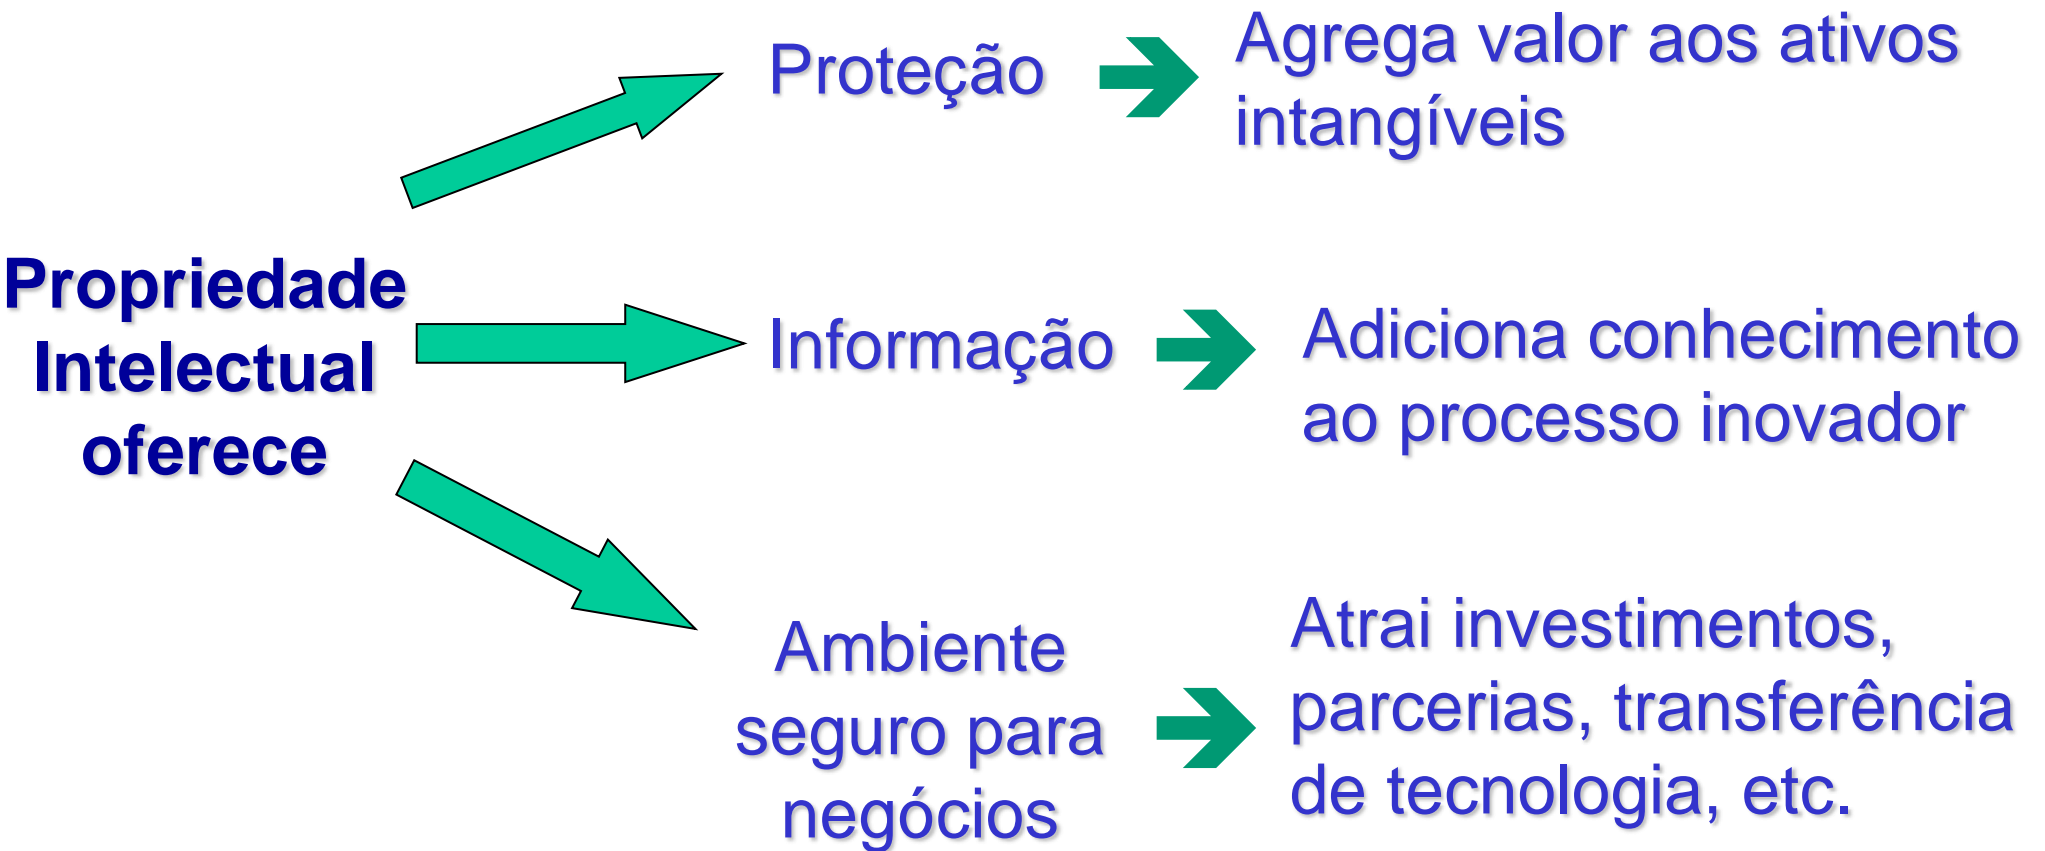 Propriedade
Intelectual
oferece
Proteção
Agrega valor aos ativos
intangíveis
Informação
Adiciona conhecimento
ao processo inovador
Ambiente
seguro para
negócios
Atrai investimentos,
parcerias, transferência
de tecnologia, etc.